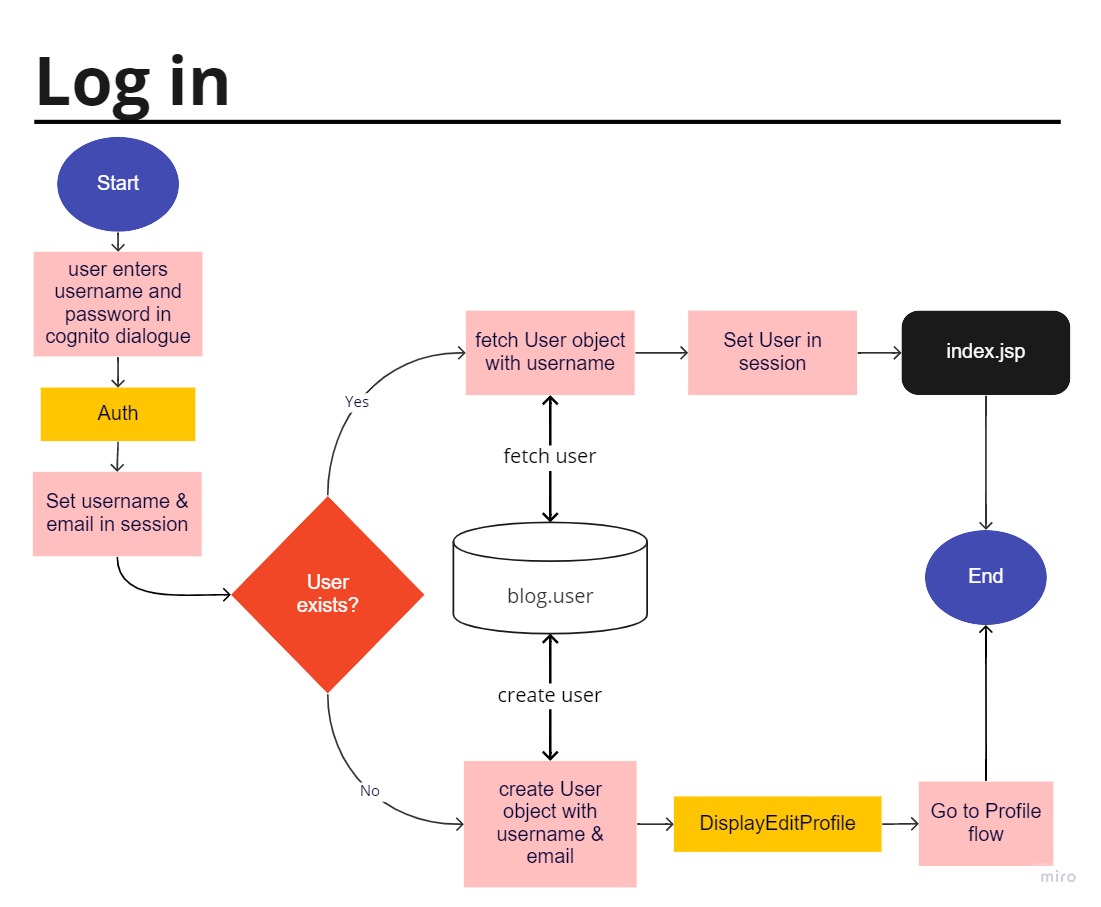 Log in
Start
user enters
username and
password in
cognito dialogue
Auth
Set username &
email in session
User
exists?
Yes
fetch User object
with username
Set User in
session
index.jsp
fetch user
blog.user
create user
End
No
create User
object with
username &
email
DisplayEditProfile
Go to Profile
flow
miro